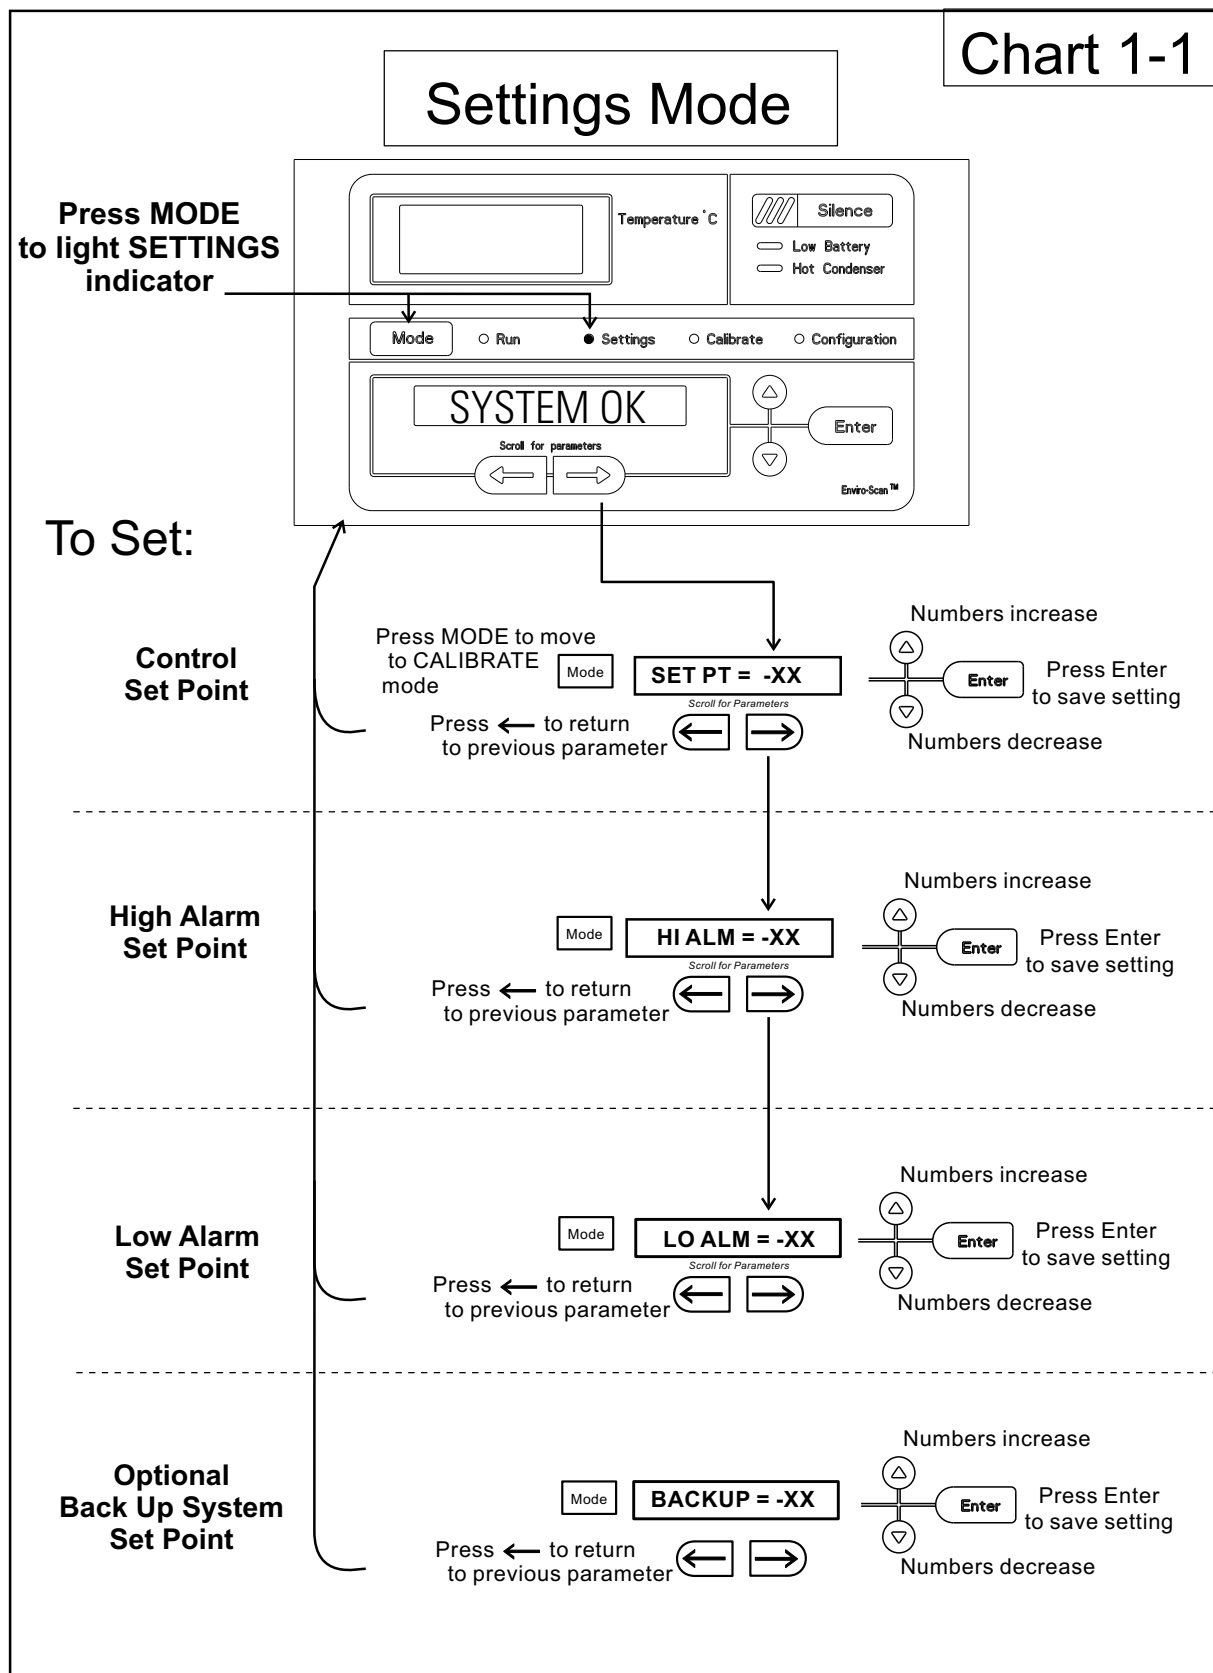 Chart 1-1
Settings Mode
Press MODE
to light SETTINGS
indicator
Temperature °C
Silence
Low Battery
Hot Condenser
Mode
Run
Settings
Calibrate
Configuration
SYSTEM OK
Scroll for parameters
Enter
Enviro-Scan™
To Set:
Control
Set Point
Press MODE to move
to CALIBRATE
mode
Mode
SET PT = -XX
Scroll for Parameters
Press ← to return
to previous parameter
Numbers increase
Enter
Press Enter
to save setting
Numbers decrease
High Alarm
Set Point
Mode
HI ALM = -XX
Scroll for Parameters
Press ← to return
to previous parameter
Numbers increase
Enter
Press Enter
to save setting
Numbers decrease
Low Alarm
Set Point
Mode
LO ALM = -XX
Scroll for Parameters
Press ← to return
to previous parameter
Numbers increase
Enter
Press Enter
to save setting
Numbers decrease
Optional
Back Up System
Set Point
Mode
BACKUP = -XX
Press ← to return
to previous parameter
Numbers increase
Enter
Press Enter
to save setting
Numbers decrease